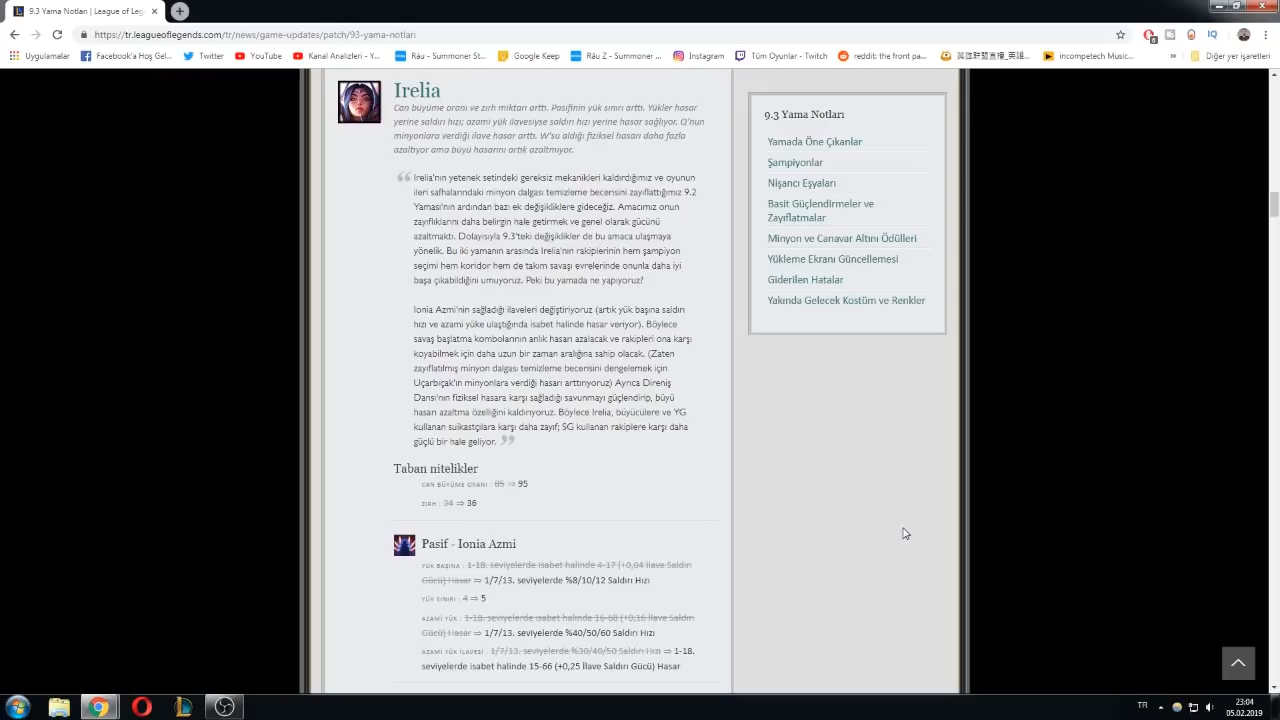 9.3 Yama Notları | League of Leg
https://tr.leagueoflegends.com/tr/news/game-updates/patch/93-yama-notlari
6
IQ
Uygulamalar
Facebook'a Hoş Gel...
Twitter
YouTube
Kanal Analizleri - Y...
Râu - Summoner St...
Google Keep
Râu Z - Summoner ...
Instagram
Tüm Oyunlar - Twitch
reddit: the front pa...
英雄联盟直播_英雄...
incompetech Music...
»
Diğer yer işaretleri
Irelia
Can büyüme oranı ve zırh miktarı arttı. Pasifinin yük sınırı arttı. Yükler hasar
yerine saldırı hızı; azami yük ilavesiyse saldırı hızı yerine hasar sağlıyor. Q'nun
minyonlara verdiği ilave hasar arttı. W'su aldığı fiziksel hasarı daha fazla
azaltıyor ama büyü hasarını artık azaltmıyor.
Irelia'nın yetenek setindeki gereksiz mekanikleri kaldırdığımız ve oyunun
ileri safhalarındaki minyon dalgası temizleme becerisini zayıflattığımız 9.2
Yaması'nın ardından bazı ek değişikliklere gideceğiz. Amacımız onun
zayıflıklarını daha belirgin hale getirmek ve genel olarak gücünü
azaltmaktı. Dolayısıyla 9.3'teki değişiklikler de bu amaca ulaşmaya
yönelik. Bu iki yamanın arasında Irelia'nın rakiplerinin hem şampiyon
seçimi hem koridor hem de takım savaşı evrelerinde onunla daha iyi
başa çıkabildiğini umuyoruz. Peki bu yamada ne yapıyoruz?
Ionia Azmi'nin sağladığı ilaveleri değiştiriyoruz (artık yük başına saldırı
hızı ve azami yüke ulaştığında isabet halinde hasar veriyor). Böylece
savaş başlatma kombolarının anlık hasarı azalacak ve rakipleri ona karşı
koyabilmek için daha uzun bir zaman aralığına sahip olacak. (Zaten
zayıflatılmış minyon dalgası temizleme becerisini dengelemek için
Uçarbıçak'ın minyonlara verdiği hasarı arttırıyoruz) Ayrıca Direniş
Dansı'nın fiziksel hasara karşı sağladığı savunmayı güçlendirip, büyü
hasarı azaltma özelliğini kaldırıyoruz. Böylece Irelia, büyücülere ve YG
kullanan suikastçılara karşı daha zayıf; SG kullanan rakiplere karşı daha
güçlü bir hale geliyor.
Taban nitelikler
CAN BÜYÜME ORANI : 85 ⇒ 95
ZIRH : 34 ⇒ 36
Pasif - Ionia Azmi
YÜK BAŞINA : 1-18. seviyelerde isabet halinde 4-17 (+0,04 İlave Saldırı
Gücü) Hasar ⇒ 1/7/13. seviyelerde %8/10/12 Saldırı Hızı
YÜK SINIRI : 4 ⇒ 5
AZAMİ YÜK : 1-18. seviyelerde isabet halinde 16-68 (+0,16 İlave Saldırı
Gücü) Hasar ⇒ 1/7/13. seviyelerde %40/50/60 Saldırı Hızı
AZAMİ YÜK İLAVESİ : 1/7/13. seviyelerde %30/40/50 Saldırı Hızı ⇒ 1-18.
seviyelerde isabet halinde 15-66 (+0,25 İlave Saldırı Gücü) Hasar
9.3 Yama Notları
Yamada Öne Çıkanlar
Şampiyonlar
Nişancı Eşyaları
Basit Güçlendirmeler ve
Zayıflatmalar
Minyon ve Canavar Altını Ödülleri
Yükleme Ekranı Güncellemesi
Giderilen Hatalar
Yakında Gelecek Kostüm ve Renkler
TR
23:04
05.02.2019